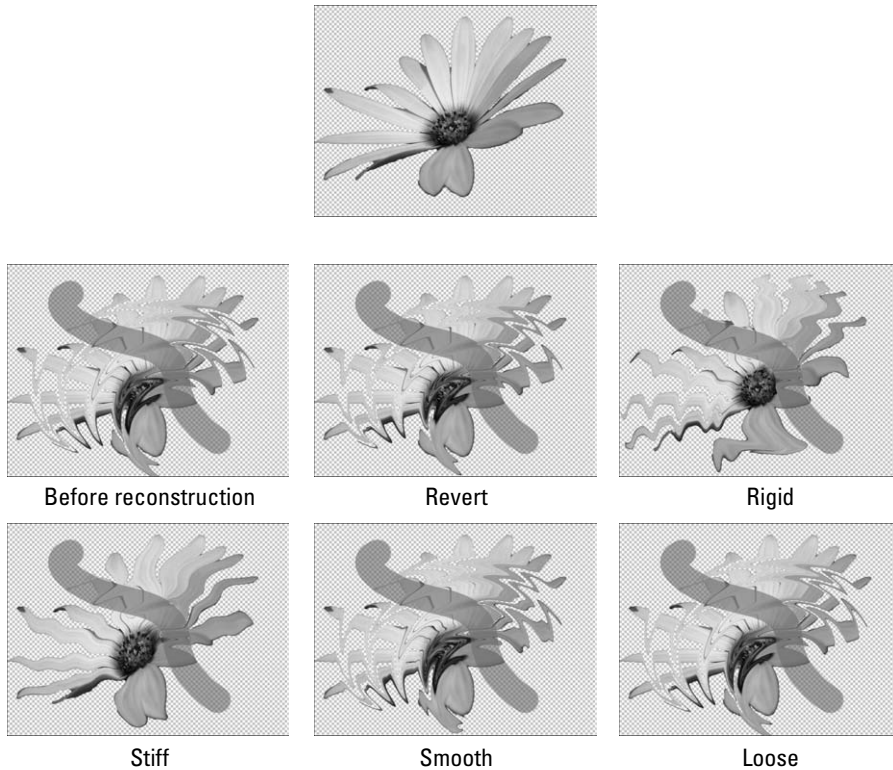 Before reconstruction
Revert
Rigid
Stiff
Smooth
Loose